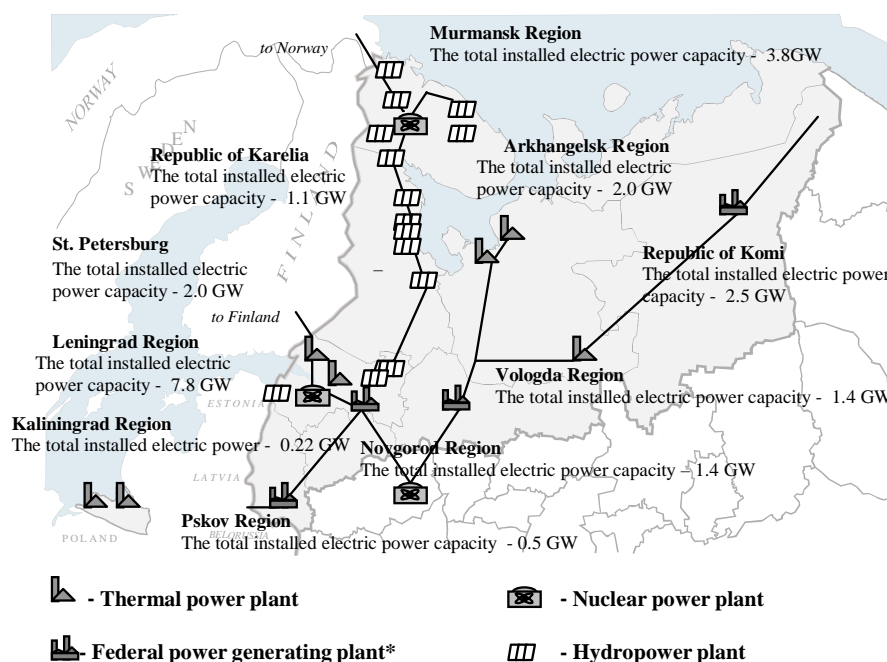 Murmansk Region
to Norway
The total installed electric power capacity - 3.8GW
NORWAY
SWEDEN
FINLAND
Republic of Karelia
The total installed electric
power capacity - 1.1 GW
Arkhangelsk Region
The total installed electric
power capacity - 2.0 GW
St. Petersburg
The total installed electric
power capacity - 2.0 GW
Republic of Komi
The total installed electric power
capacity - 2.5 GW
to Finland
Leningrad Region
The total installed electric
power capacity - 7.8 GW
Vologda Region
The total installed electric power capacity - 1.4 GW
ESTONIA
Kaliningrad Region
The total installed electric power - 0.22 GW
Novgorod Region
The total installed electric power capacity – 1.4 GW
LATVIA
Pskov Region
POLAND
BELORUSTIA
The total installed electric power capacity - 0.5 GW
- Thermal power plant
- Nuclear power plant
- Federal power generating plant*
- Hydropower plant